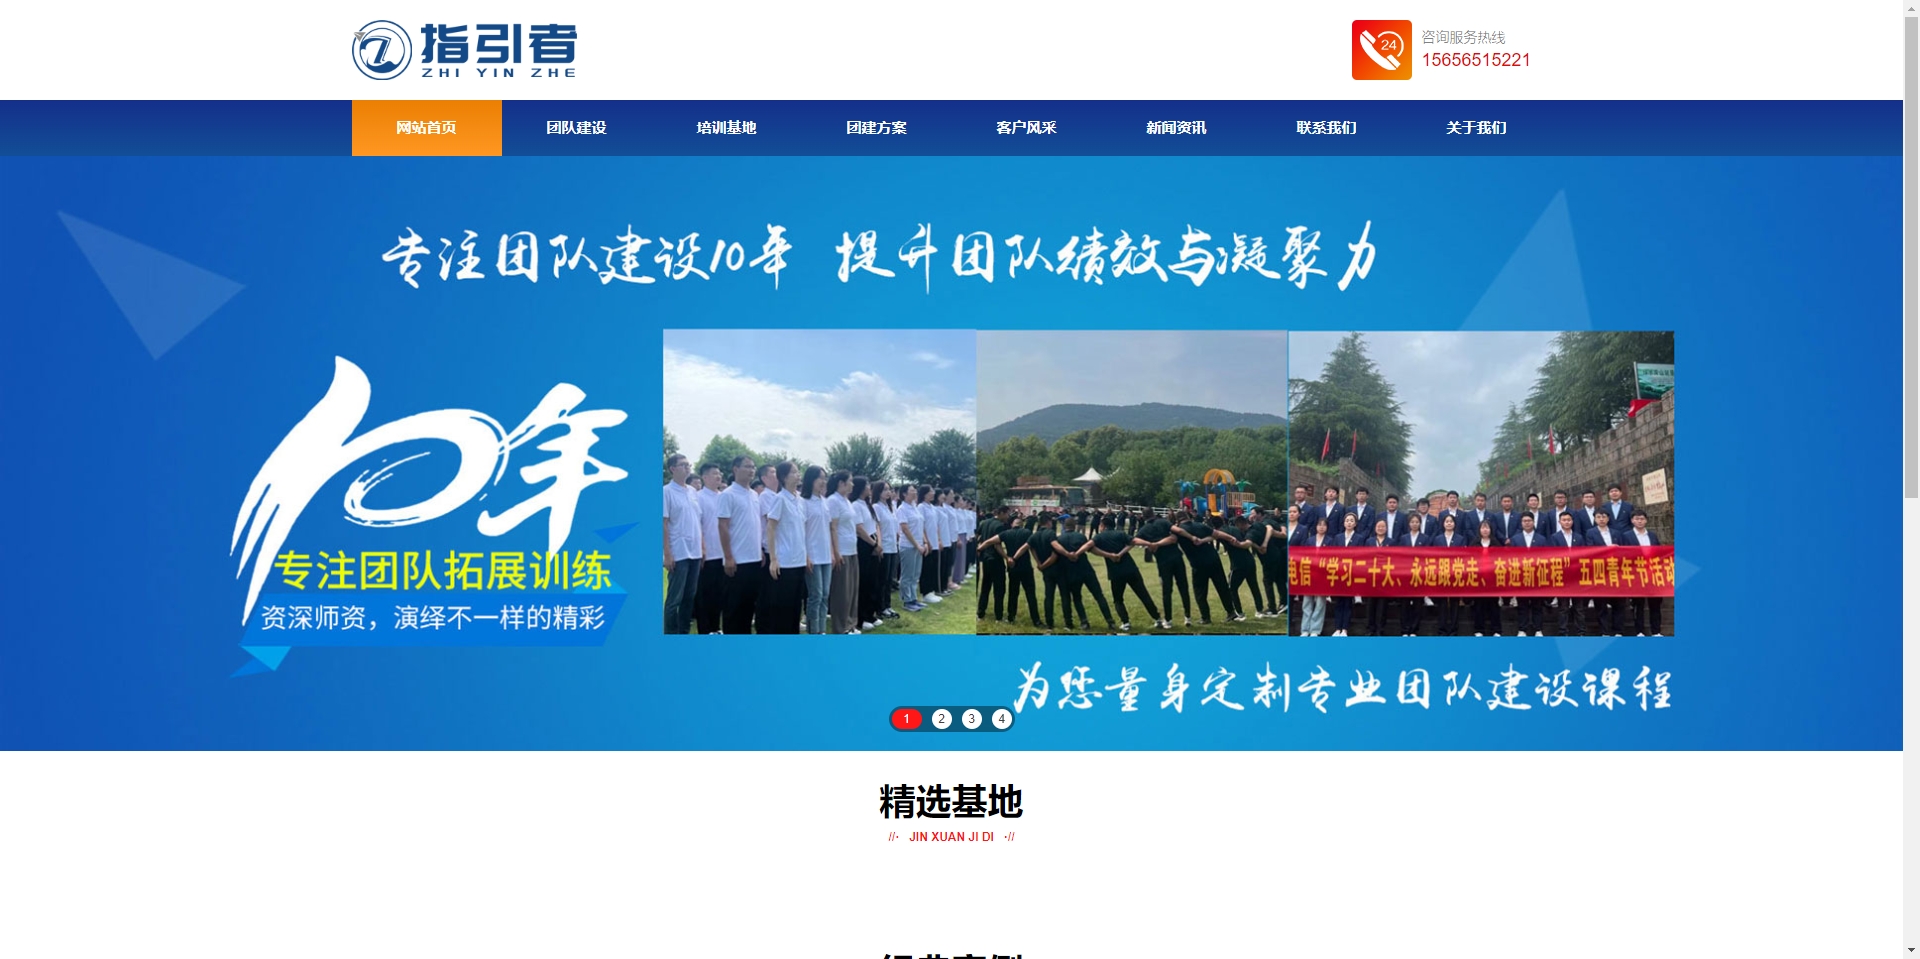 指引者
ZHI YIN ZHE
24
咨询服务热线
15656515221
网站首页
团队建设
培训基地
团建方案
客户风采
新闻资讯
联系我们
关于我们
专注团队建设10年 提升团队绩效与凝聚力
10年
专注团队拓展训练
资深师资，演绎不一样的精彩
电信“学习二十大、永远跟党走、奋进新征程”五四青年节活动
为您量身定制专业团队建设课程
1 2 3 4
精选基地
//· JIN XUAN JI DI ·//
经典案例